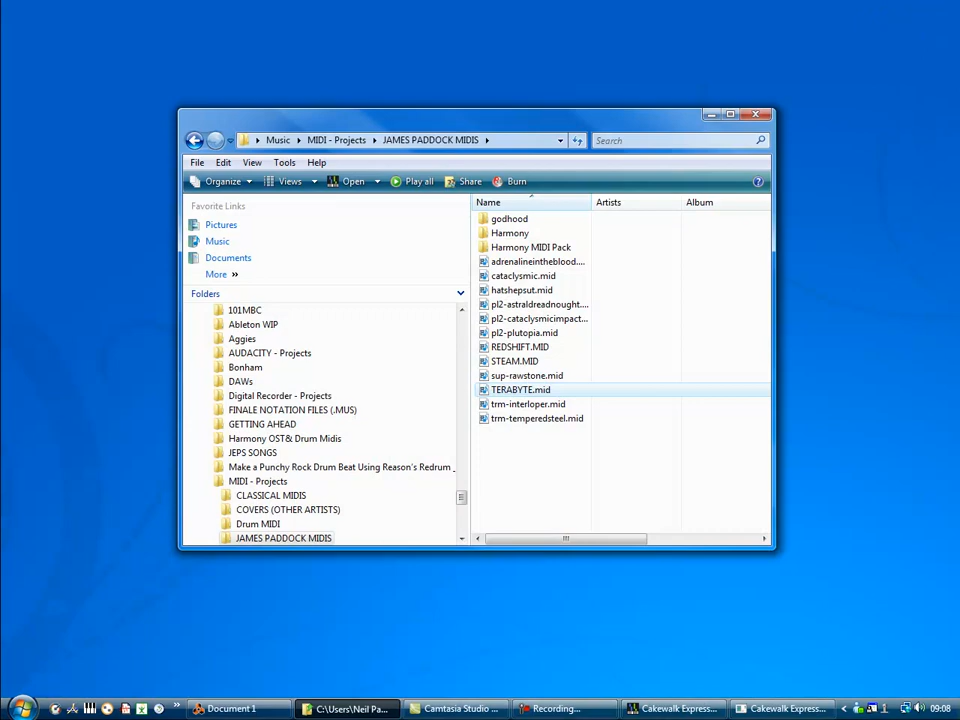 Music ▸ MIDI - Projects ▸ JAMES PADDOCK MIDIS
Search
File Edit View Tools Help
Organize Views Open Play all Share Burn
Favorite Links
Pictures
Music
Documents
More »
Folders
101MBC
Ableton WIP
Aggies
AUDACITY - Projects
Bonham
DAWs
Digital Recorder - Projects
FINALE NOTATION FILES (.MUS)
GETTING AHEAD
Harmony OST& Drum Midis
JEPS SONGS
Make a Punchy Rock Drum Beat Using Reason's Redrum _
MIDI - Projects
CLASSICAL MIDIS
COVERS (OTHER ARTISTS)
Drum MIDI
JAMES PADDOCK MIDIS
Name Artists Album
godhood
Harmony
Harmony MIDI Pack
adrenalineintheblood....
cataclysmic.mid
hatshepsut.mid
pl2-astraldreadnought....
pl2-cataclysmicimpact...
pl2-plutopia.mid
REDSHIFT.MID
STEAM.MID
sup-rawstone.mid
TERABYTE.mid
trm-interloper.mid
trm-temperedsteel.mid
Document 1 C:\Users\Neil Pa... Camtasia Studio ... Recording... Cakewalk Express... Cakewalk Express... 09:08